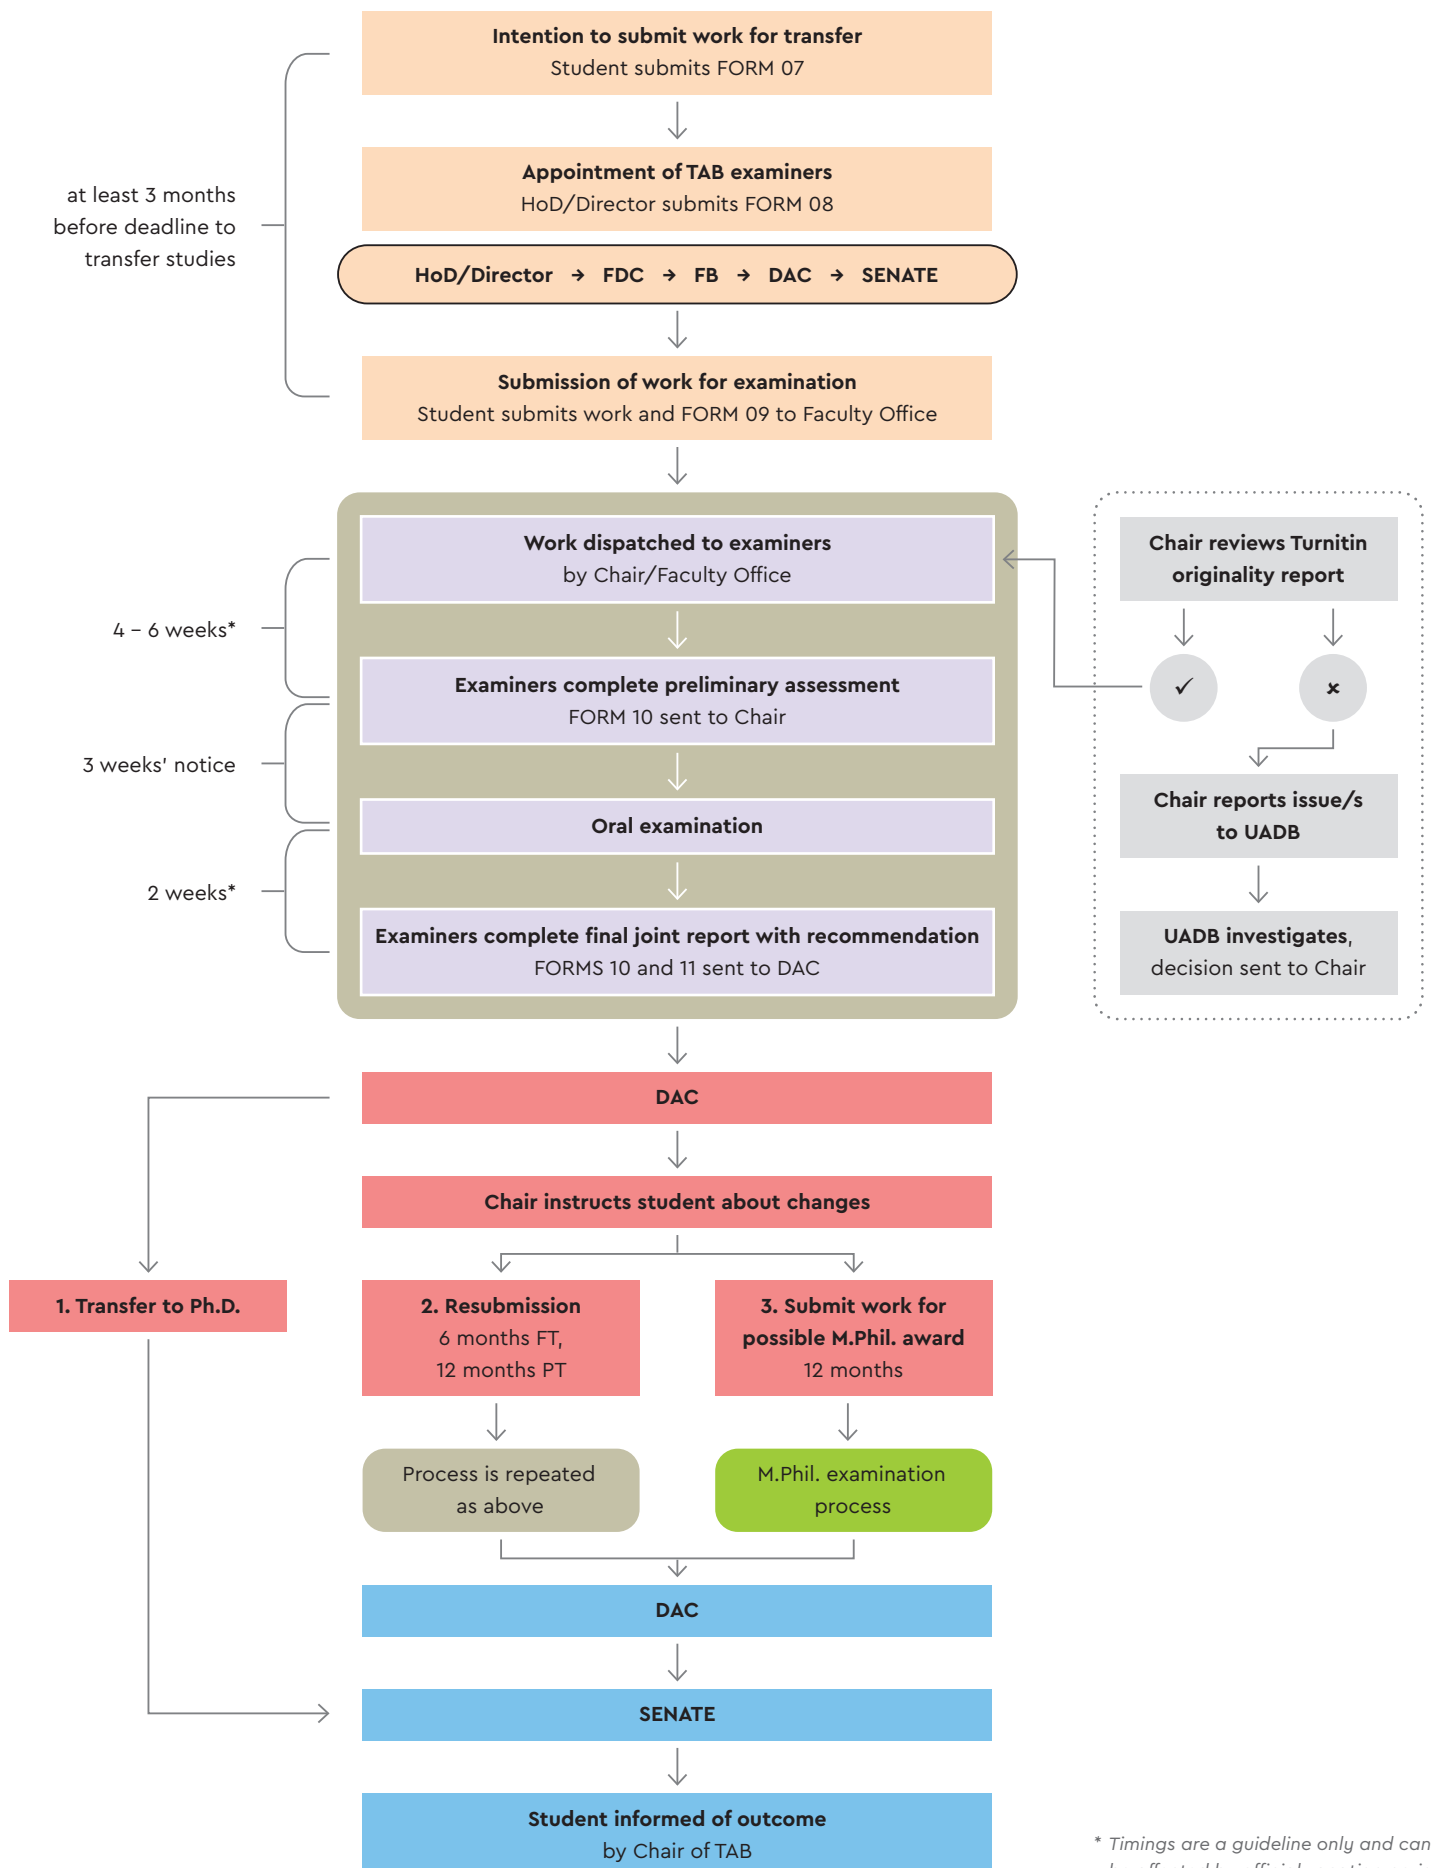 Intention to submit work for transfer
Student submits FORM 07
at least 3 months
before deadline to
transfer studies
Appointment of TAB examiners
HoD/Director submits FORM 08
HoD/Director → FDC → FB → DAC → SENATE
Submission of work for examination
Student submits work and FORM 09 to Faculty Office
Work dispatched to examiners
by Chair/Faculty Office
4 – 6 weeks*
Examiners complete preliminary assessment
FORM 10 sent to Chair
3 weeks' notice
Oral examination
2 weeks*
Examiners complete final joint report with recommendation
FORMS 10 and 11 sent to DAC
Chair reviews Turnitin
originality report
✓
×
Chair reports issue/s
to UADB
UADB investigates,
decision sent to Chair
DAC
Chair instructs student about changes
1. Transfer to Ph.D.
2. Resubmission
6 months FT,
12 months PT
3. Submit work for
possible M.Phil. award
12 months
Process is repeated
as above
M.Phil. examination
process
DAC
SENATE
Student informed of outcome
by Chair of TAB
* Timings are a guideline only and can